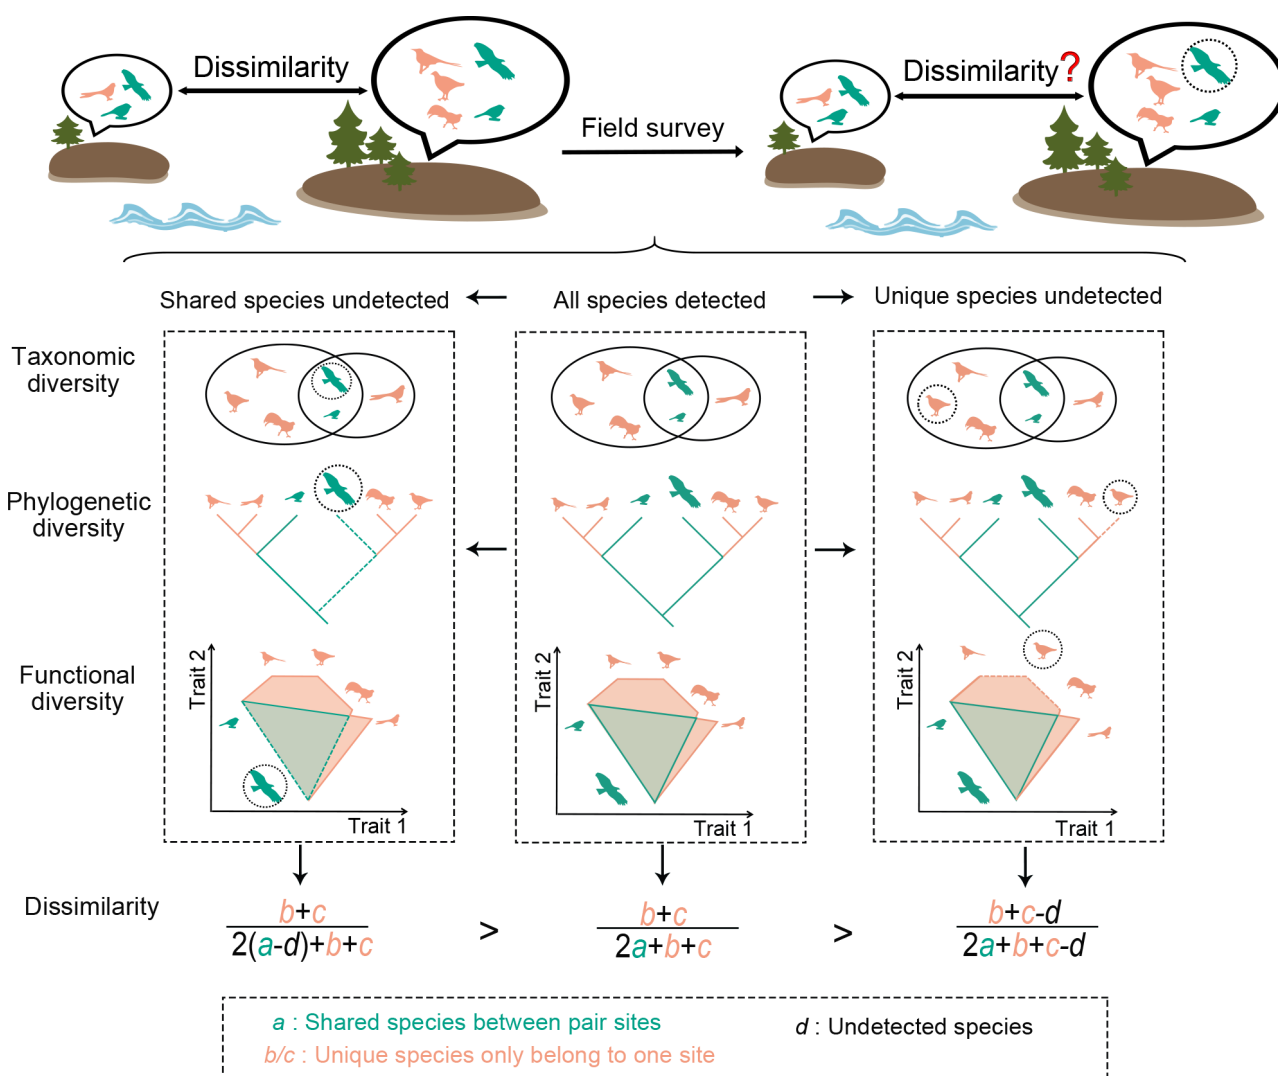 Dissimilarity
Field survey
Dissimilarity?
Shared species undetected
All species detected
Unique species undetected
Taxonomic
diversity
Phylogenetic
diversity
Functional
diversity
Trait 2
Trait 1
Trait 2
Trait 1
Trait 2
Trait 1
Dissimilarity
b+c
2(a-d)+b+c
>
b+c
2a+b+c
>
b+c-d
2a+b+c-d
a : Shared species between pair sites
d : Undetected species
b/c : Unique species only belong to one site